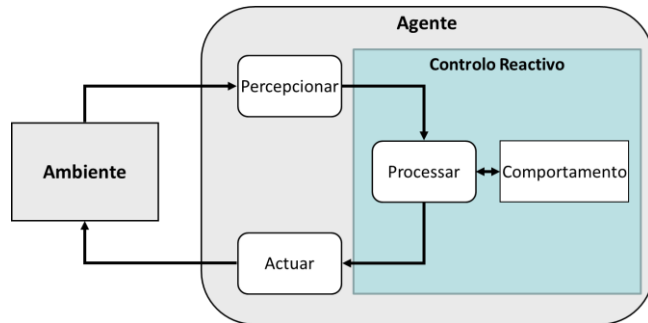 Agente
Controlo Reactivo
Percepcionar
Ambiente
Processar
Comportamento
Actuar